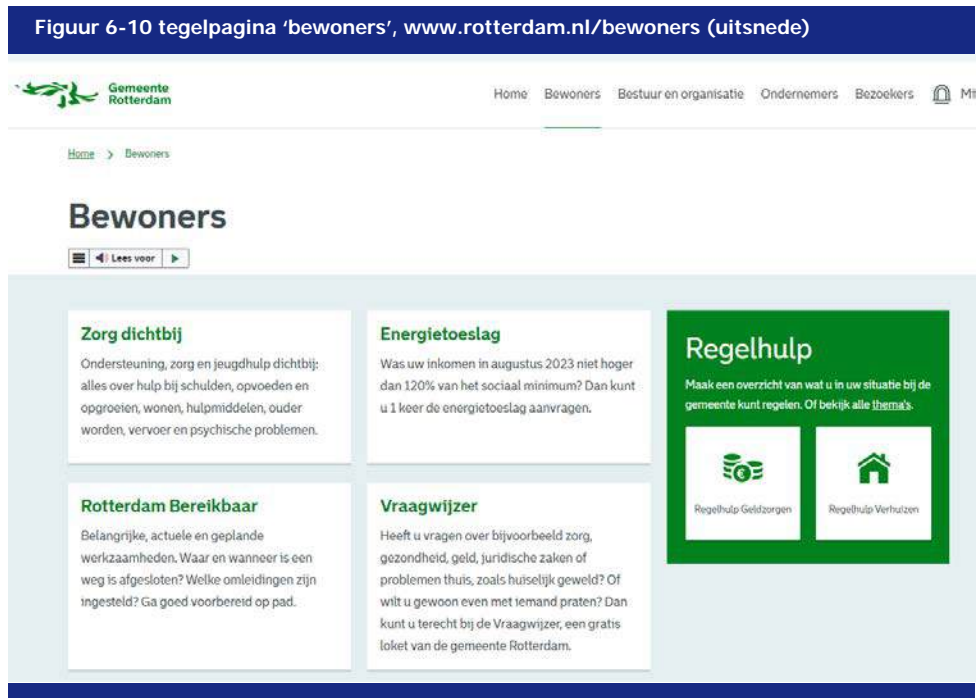 Figuur 6-10 tegelpagina ‘bewoners’, www.rotterdam.nl/bewoners (uitsnede)
Gemeente
Rotterdam
Home Bewoners Bestuur en organisatie Ondernemers Bezoekers
Home > Bewoners
Bewoners
Lees voor
Zorg dichtbij
Ondersteuning, zorg en jeugdhulp dichtbij:
alles over hulp bij schulden, opvoeden en
opgroeien, wonen, hulpmiddelen, ouder
worden, vervoer en psychische problemen.
Energietoeslag
Was uw inkomen in augustus 2023 niet hoger
dan 120% van het sociaal minimum? Dan kunt
u 1 keer de energietoeslag aanvragen.
Rotterdam Bereikbaar
Belangrijke, actuele en geplande
werkzaamheden. Waar en wanneer is een
weg is afgesloten? Welke omleidingen zijn
ingesteld? Ga goed voorbereid op pad.
Vraagwijzer
Heeft u vragen over bijvoorbeeld zorg,
gezondheid, geld, juridische zaken of
problemen thuis, zoals huiselijk geweld? Of
wilt u gewoon even met iemand praten? Dan
kunt u terecht bij de Vraagwijzer, een gratis
loket van de gemeente Rotterdam.
Regelhulp
Maak een overzicht van wat u in uw situatie bij de
gemeente kunt regelen. Of bekijk alle thema's.
Regelhulp Geldzorgen
Regelhulp Verhuizen